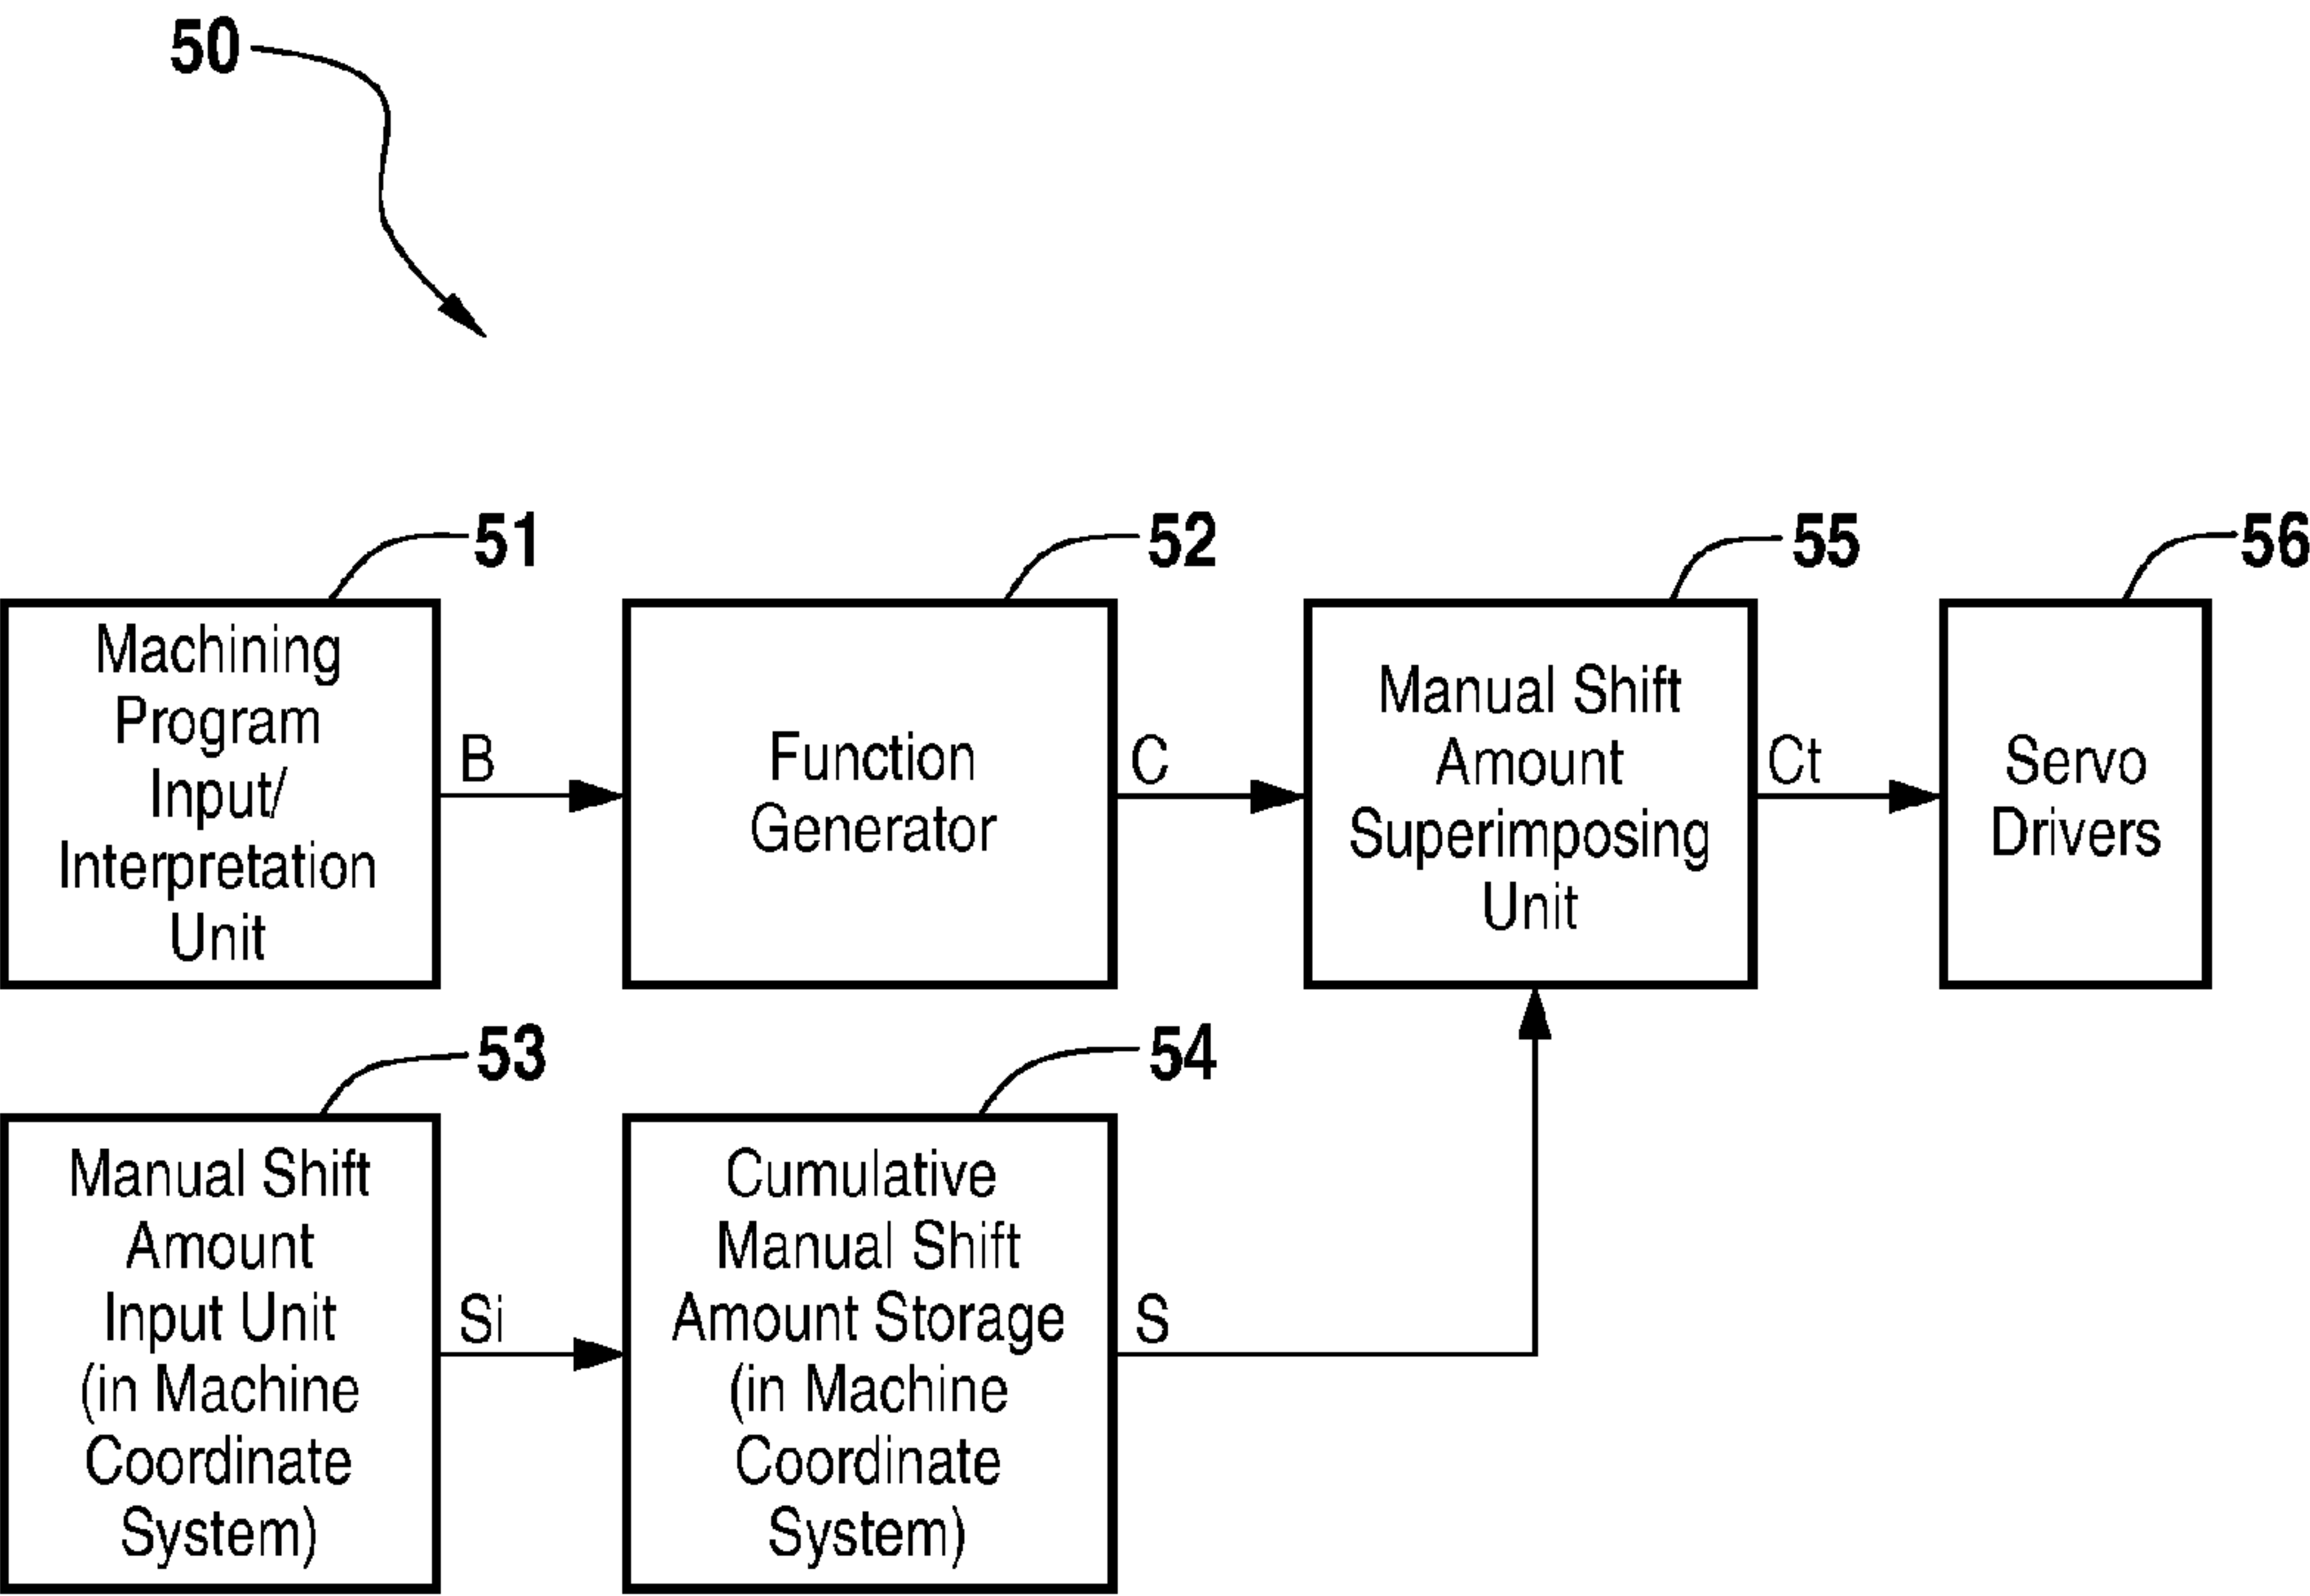 50
51
52
55
56
Machining
Program
Input/
Interpretation
Unit
B
Function
Generator
C
Manual Shift
Amount
Superimposing
Unit
Ct
Servo
Drivers
53
54
Manual Shift
Amount
Input Unit
(in Machine
Coordinate
System)
Si
Cumulative
Manual Shift
Amount Storage
(in Machine
Coordinate
System)
S